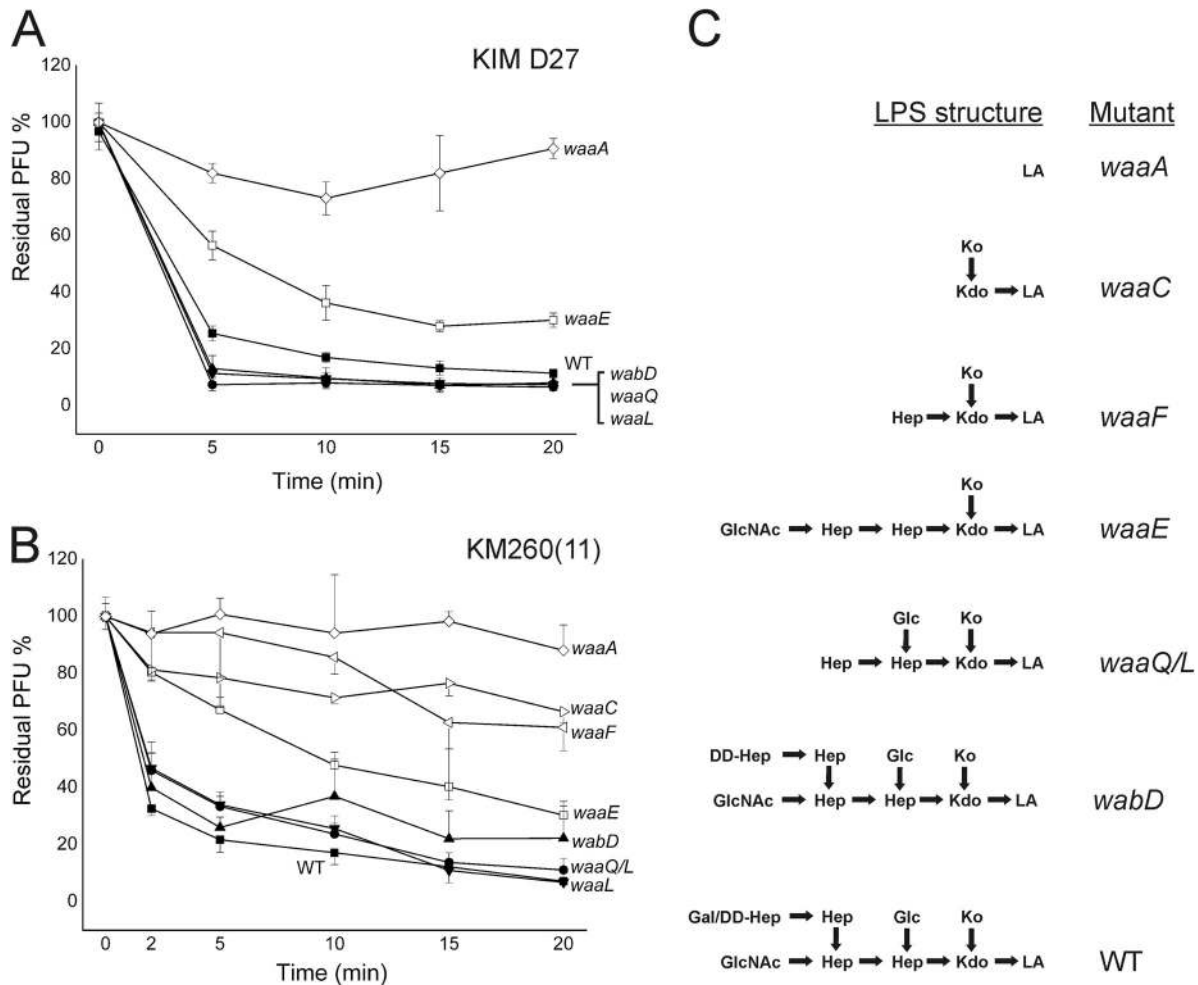 A
KIM D27
120
100
80
60
40
20
0
Residual PFU %
waaA
waaE
WT
wabD
waaQ
waaL
0 5 10 15 20
Time (min)
B
KM260(11)
120
100
80
60
40
20
0
Residual PFU %
waaA
waaC
waaF
waaE
wabD
waaQ/L
waaL
WT
0 2 5 10 15 20
Time (min)
C
LPS structure Mutant
LA waaA
Ko
Kdo LA waaC
Ko
Hep Kdo LA waaF
Ko
GlcNAc Hep Hep Kdo LA waaE
Glc Ko
Hep Hep Kdo LA waaQ/L
DD-Hep Hep Glc Ko
GlcNAc Hep Hep Kdo LA wabD
Gal/DD-Hep Hep Glc Ko
GlcNAc Hep Hep Kdo LA WT